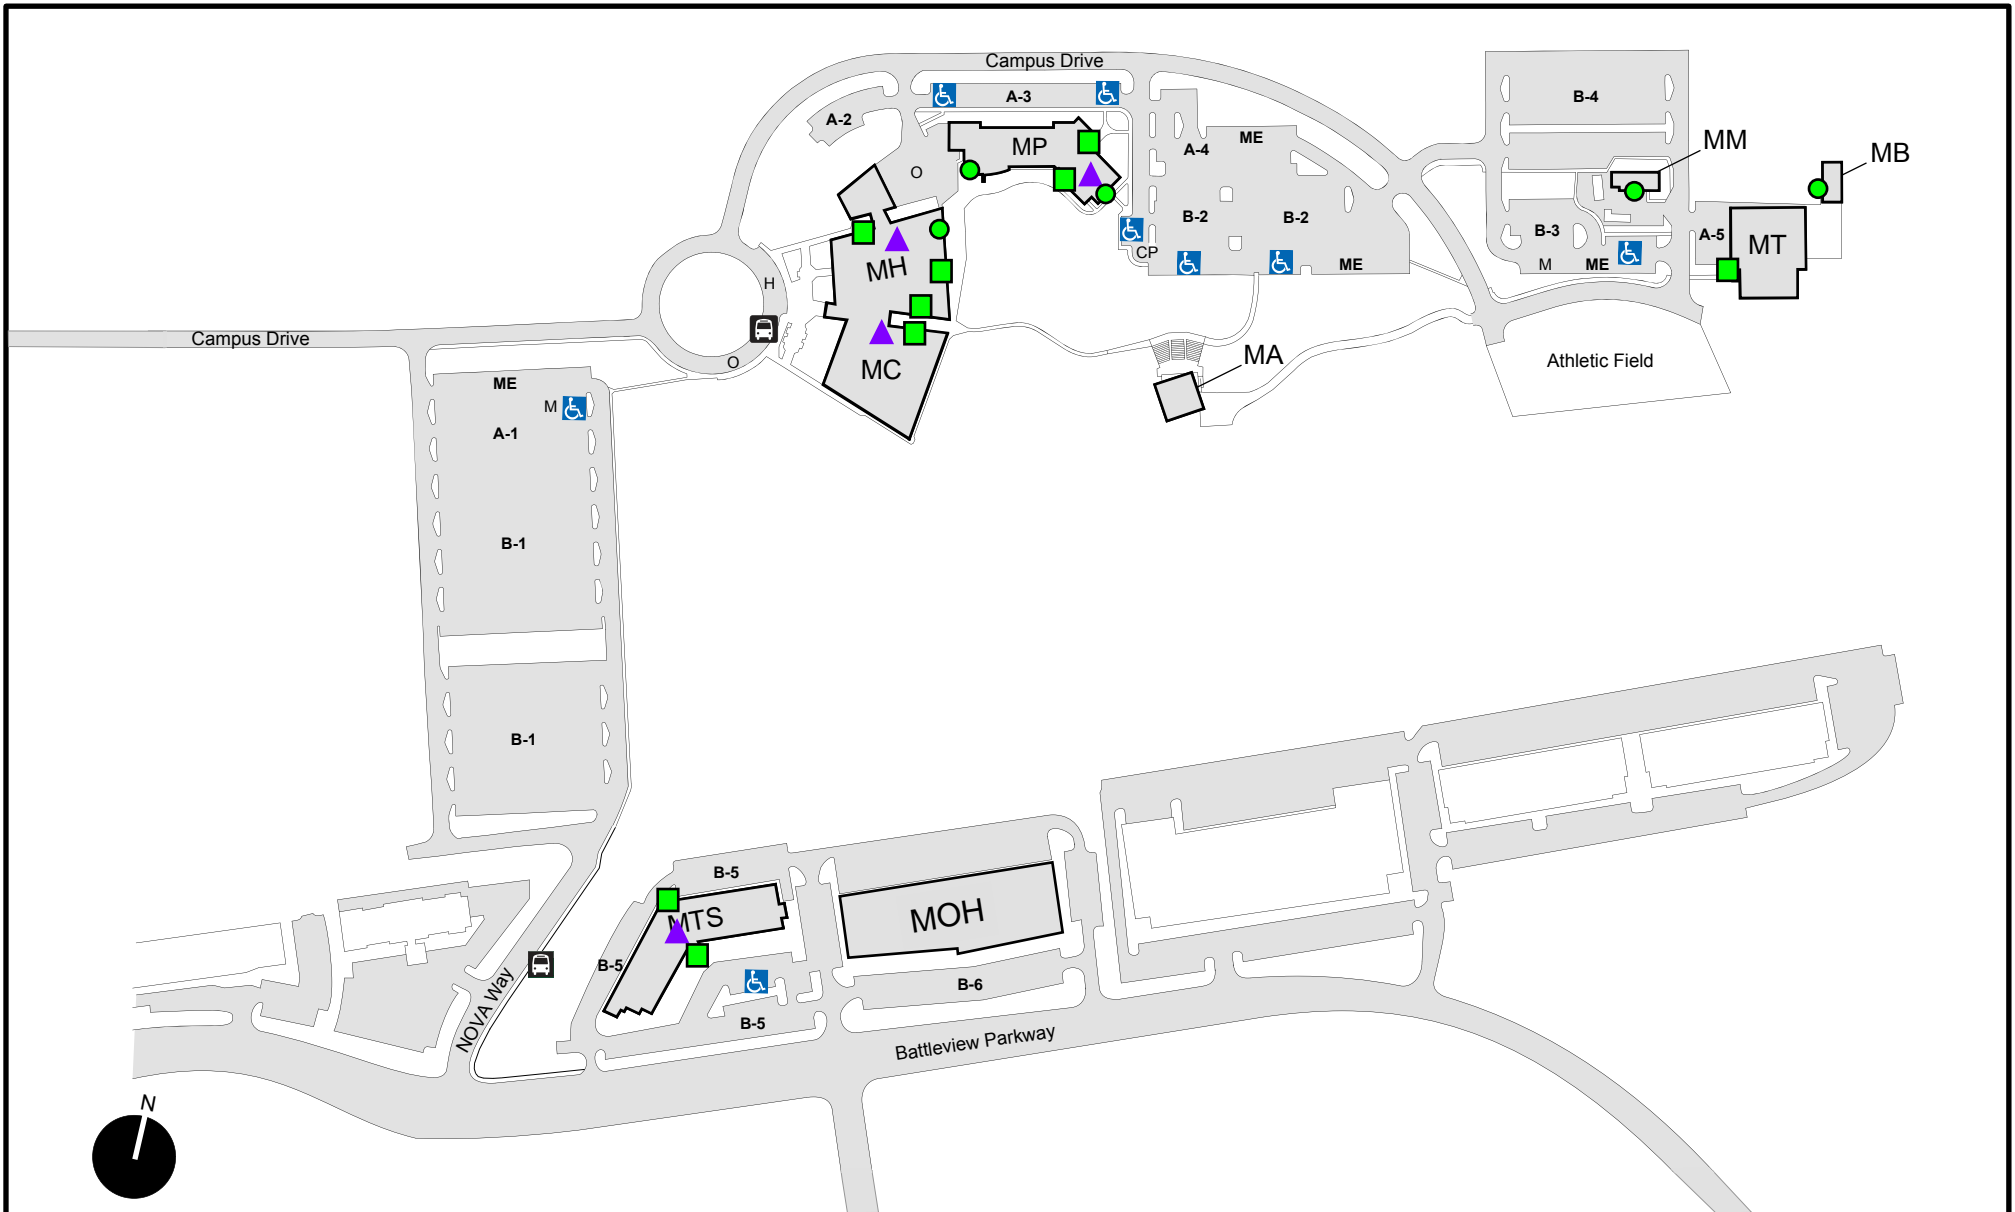 Campus Drive
A-3
B-4
A-2
MP
ME
A-4
MM
MB
O
B-2
B-2
B-3
A-5
MT
CP
MH
ME
M
ME
H
Campus Drive
O
MA
Athletic Field
MC
ME
M
A-1
B-1
B-1
B-5
MTS
MOH
B-5
B-6
NOVA Way
B-5
Battleview Parkway
N